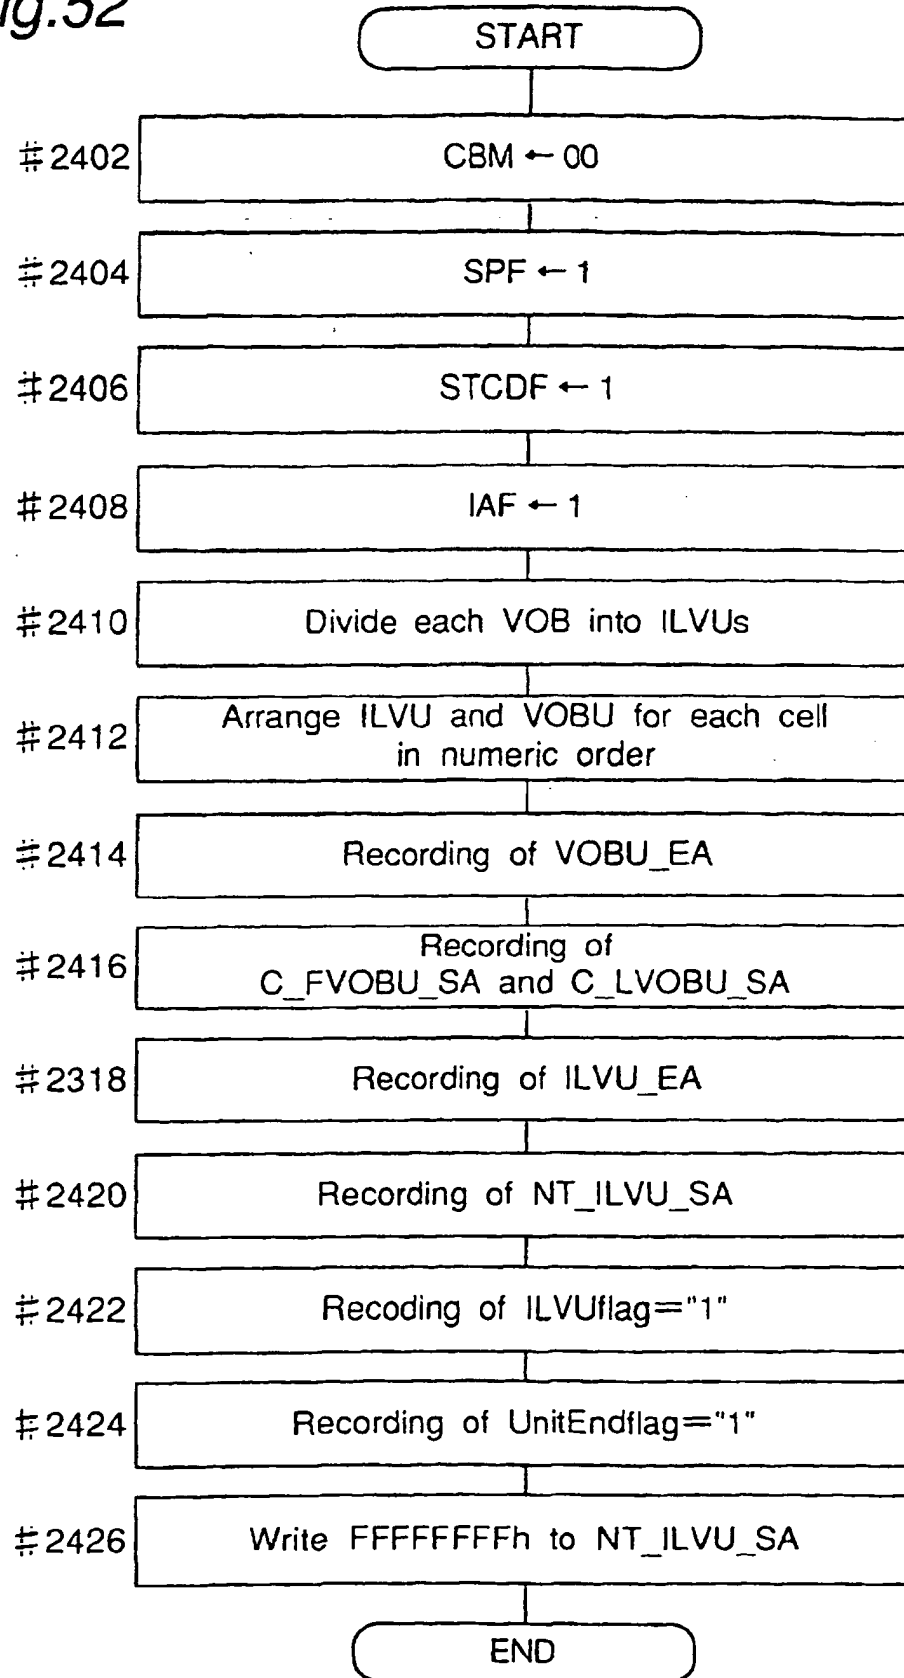 ig.52
START
#2402 CBM ← 00
#2404 SPF ← 1
#2406 STCDF ← 1
#2408 IAF ← 1
#2410 Divide each VOB into ILVUs
#2412 Arrange ILVU and VOBU for each cell
in numeric order
#2414 Recording of VOBU_EA
#2416 Recording of
C_FVOBU_SA and C_LVOBU_SA
#2318 Recording of ILVU_EA
#2420 Recording of NT_ILVU_SA
#2422 Recoding of ILVUflag="1"
#2424 Recording of UnitEndflag="1"
#2426 Write FFFFFFFFh to NT_ILVU_SA
END